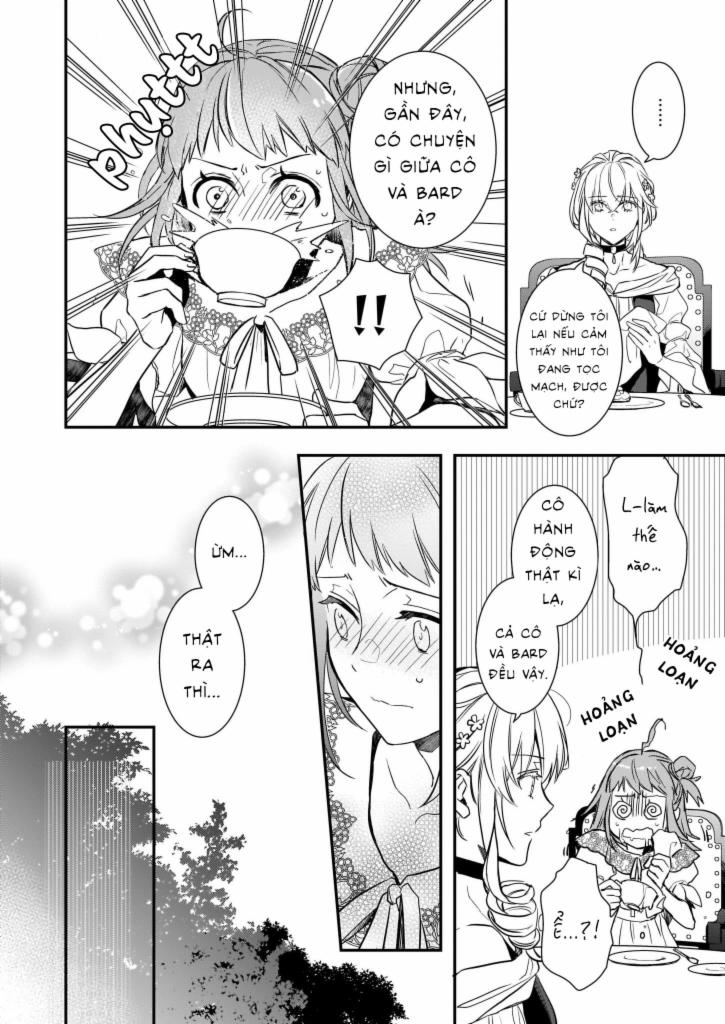 ......
CỨ DỪNG TÔI
LẠI NẾU CẢM
THẤY NHƯ TÔI
ĐANG TỌC
MẠCH, ĐƯỢC
CHỨ?
NHƯNG,
GẦN ĐÂY,
CÓ CHUYỆN
GÌ GIỮA CÔ
VÀ BARD
À?
phụttt
!!
L-làm
thế
nào...
HOẢNG
LOẠN
HOẢNG
LOẠN
CÔ
HÀNH
ĐỘNG
THẬT KÌ
LẠ,
CẢ CÔ
VÀ BARD
ĐỀU VẬY.
Ể...?!
ỪM...
THẬT
RA
THÌ...